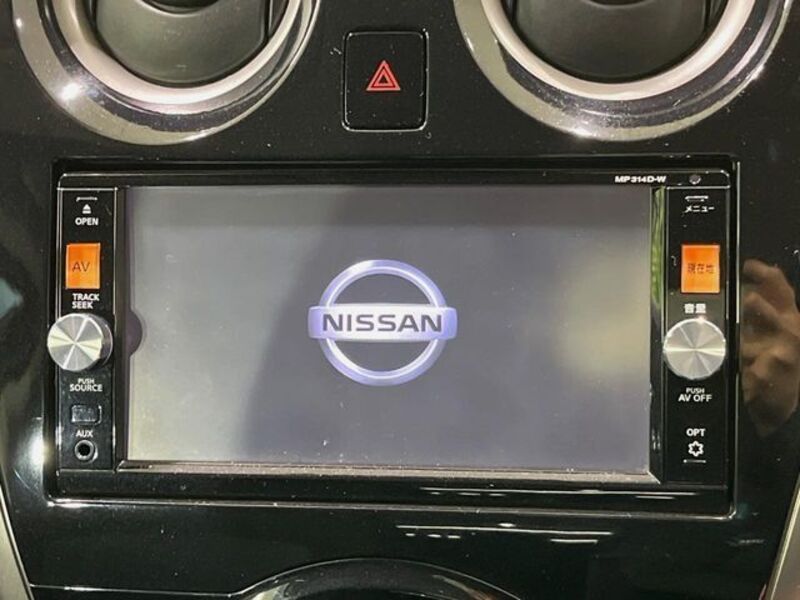 MP314D-W
OPEN
AV
TRACK
SEEK
PUSH
SOURCE
AUX
NISSAN
メニュー
現在地
音量
PUSH
AV OFF
OPT